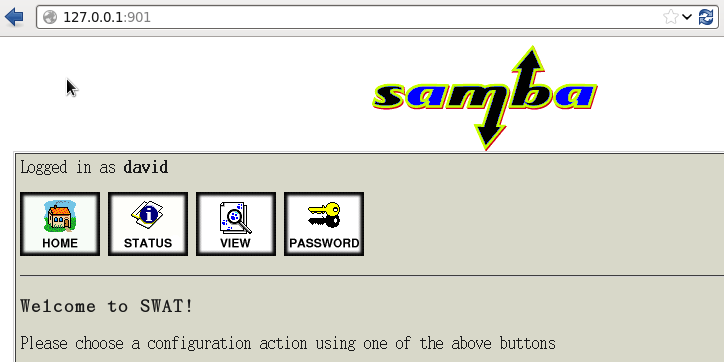 127.0.0.1:901
samba
Logged in as david
HOME STATUS VIEW PASSWORD
Welcome to SWAT!
Please choose a configuration action using one of the above buttons